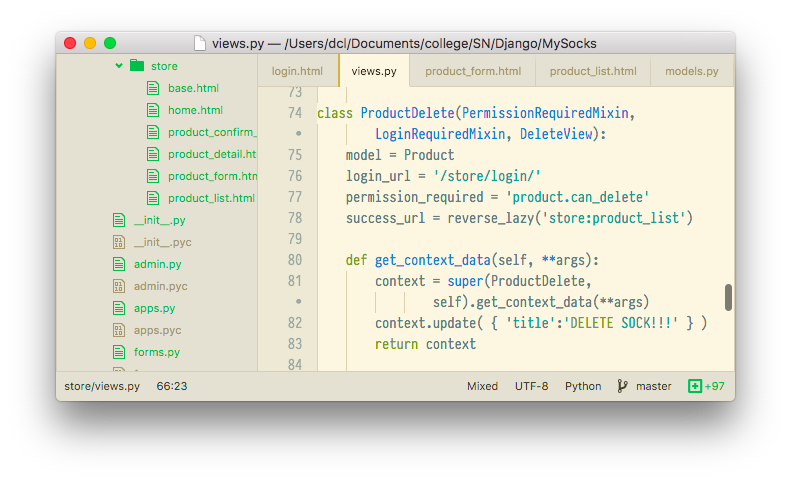 views.py — /Users/dcl/Documents/college/SN/Django/MySocks
store
base.html
home.html
product_confirm_
product_detail.ht
product_form.htm
product_list.html
__init__.py
__init__.pyc
admin.py
admin.pyc
apps.py
apps.pyc
forms.py
login.html views.py product_form.html product_list.html models.py
73
74 class ProductDelete(PermissionRequiredMixin,
• LoginRequiredMixin, DeleteView):
75 model = Product
76 login_url = '/store/login/'
77 permission_required = 'product.can_delete'
78 success_url = reverse_lazy('store:product_list')
79
80 def get_context_data(self, **args):
81 context = super(ProductDelete,
• self).get_context_data(**args)
82 context.update( { 'title':'DELETE SOCK!!!' } )
83 return context
84
store/views.py 66:23 Mixed UTF-8 Python master +97